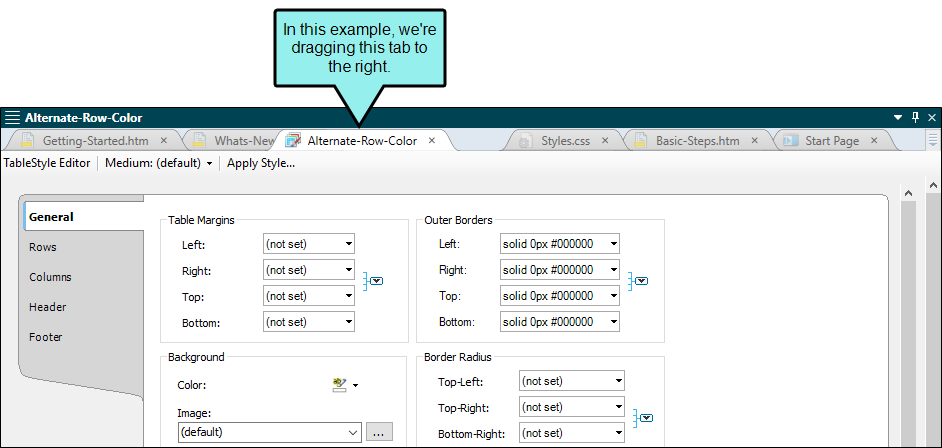 In this example, we're
dragging this tab to
the right.
Alternate-Row-Color
Getting-Started.htm
Whats-New
Alternate-Row-Color
Styles.css
Basic-Steps.htm
Start Page
TableStyle Editor
Medium: (default)
Apply Style...
General
Rows
Columns
Header
Footer
Table Margins
Left: (not set)
Right: (not set)
Top: (not set)
Bottom: (not set)
Outer Borders
Left: solid 0px #000000
Right: solid 0px #000000
Top: solid 0px #000000
Bottom: solid 0px #000000
Background
Color:
Image:
(default) ...
Border Radius
Top-Left: (not set)
Top-Right: (not set)
Bottom-Right: (not set)